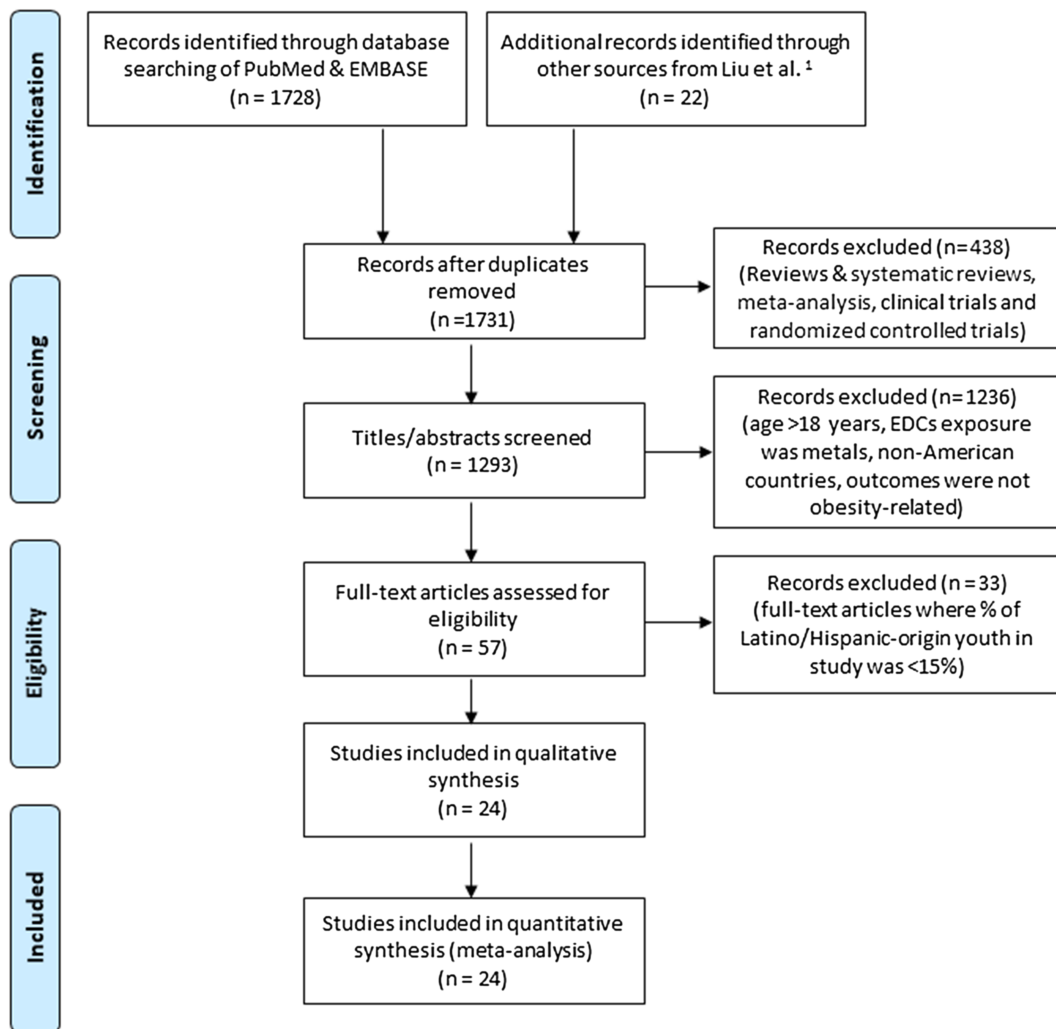 Identification
Records identified through database
searching of PubMed & EMBASE
(n = 1728)
Additional records identified through
other sources from Liu et al. 1
(n = 22)
Screening
Records after duplicates
removed
(n =1731)
Records excluded (n=438)
(Reviews & systematic reviews,
meta-analysis, clinical trials and
randomized controlled trials)
Titles/abstracts screened
(n = 1293)
Records excluded (n=1236)
(age >18 years, EDCs exposure
was metals, non-American
countries, outcomes were not
obesity-related)
Eligibility
Full-text articles assessed for
eligibility
(n = 57)
Records excluded (n = 33)
(full-text articles where % of
Latino/Hispanic-origin youth in
study was <15%)
Studies included in qualitative
synthesis
(n = 24)
Included
Studies included in quantitative
synthesis (meta-analysis)
(n = 24)